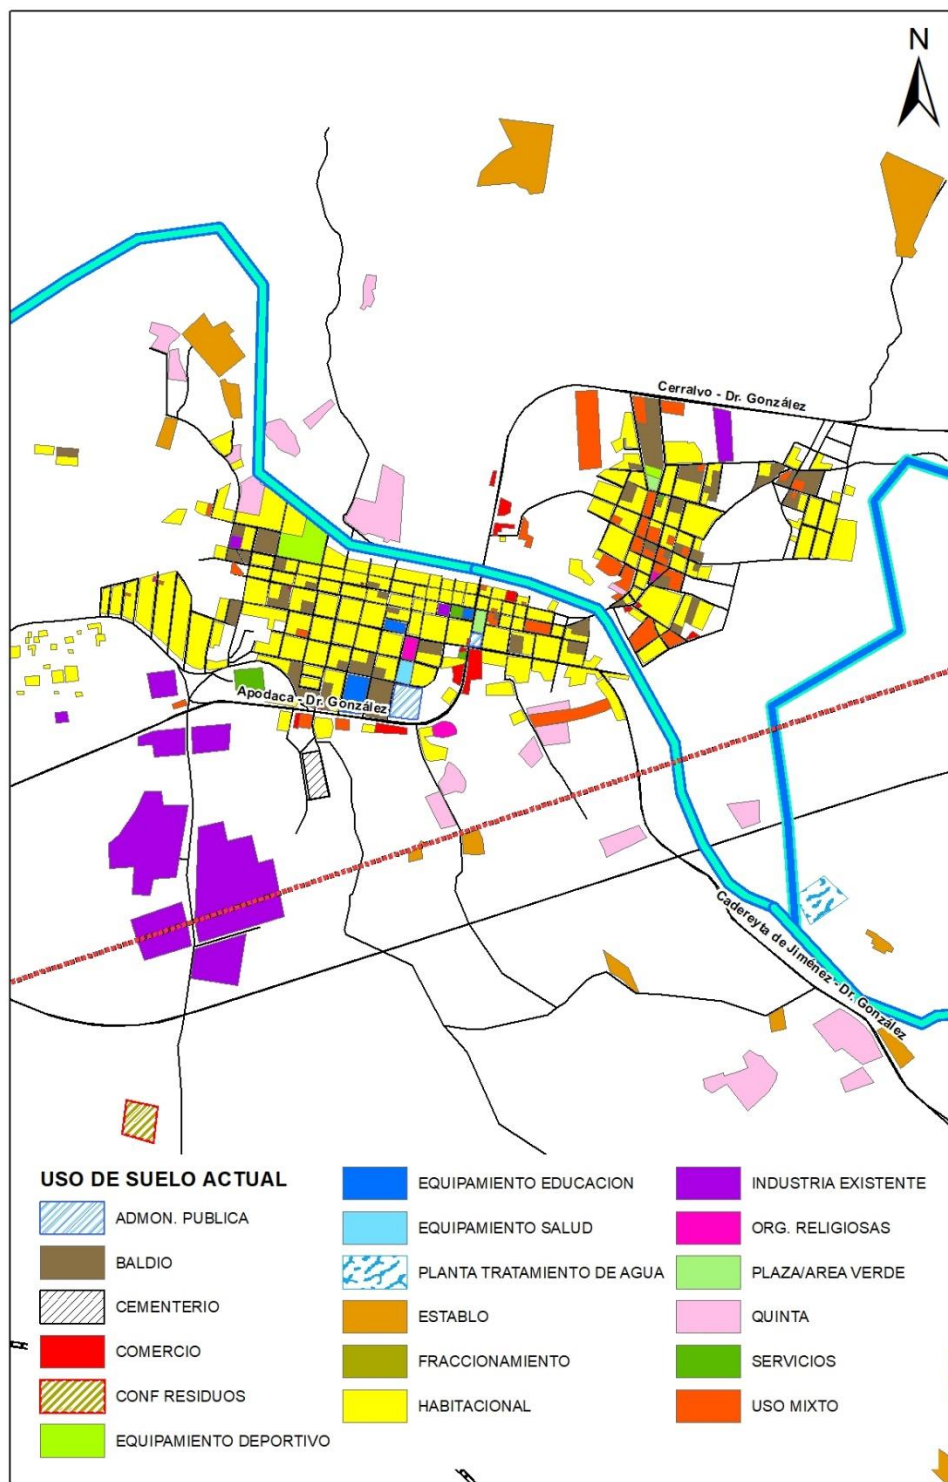 N
Cerralvo - Dr. González
Apodaca - Dr. González
Cadereyta de Jiménez - Dr. González
USO DE SUELO ACTUAL
ADMON. PUBLICA
BALDIO
CEMENTERIO
COMERCIO
CONF RESIDUOS
EQUIPAMIENTO DEPORTIVO
EQUIPAMIENTO EDUCACION
EQUIPAMIENTO SALUD
PLANTA TRATAMIENTO DE AGUA
ESTABLO
FRACCIONAMIENTO
HABITACIONAL
INDUSTRIA EXISTENTE
ORG. RELIGIOSAS
PLAZA/AREA VERDE
QUINTA
SERVICIOS
USO MIXTO